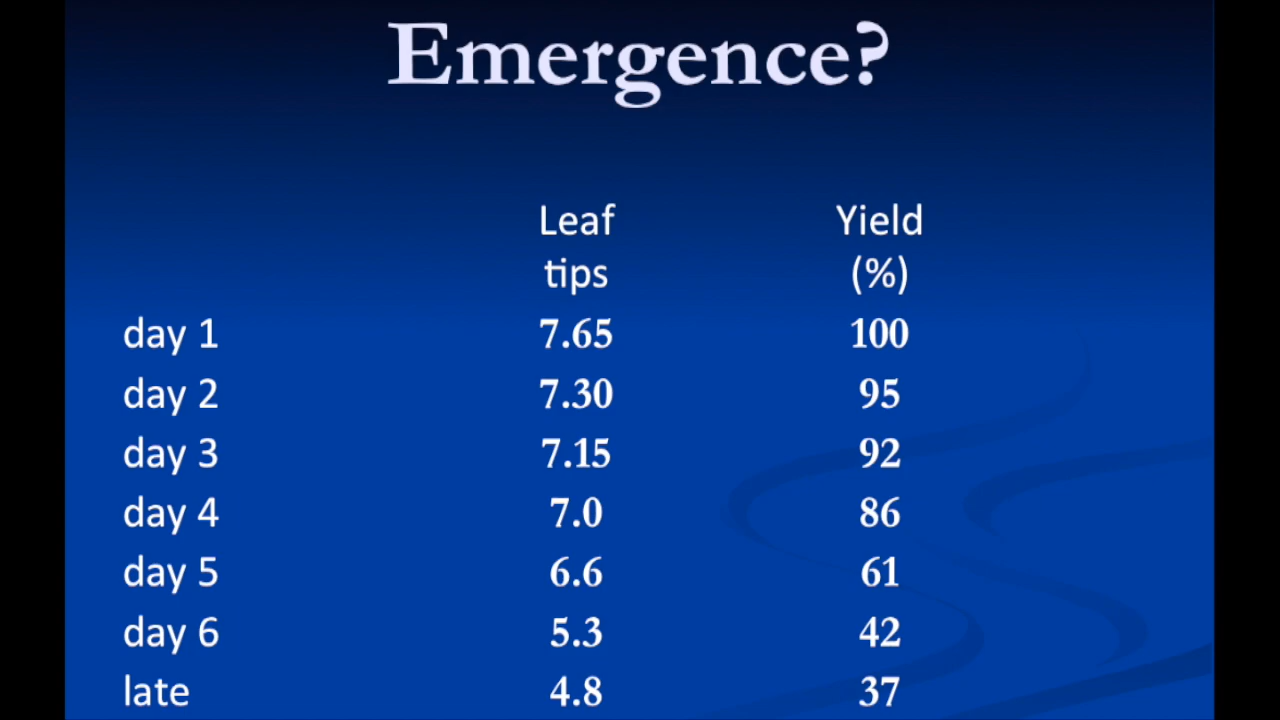 Emergence?
Leaf Yield
tips (%)
day 1 7.65 100
day 2 7.30 95
day 3 7.15 92
day 4 7.0 86
day 5 6.6 61
day 6 5.3 42
late 4.8 37